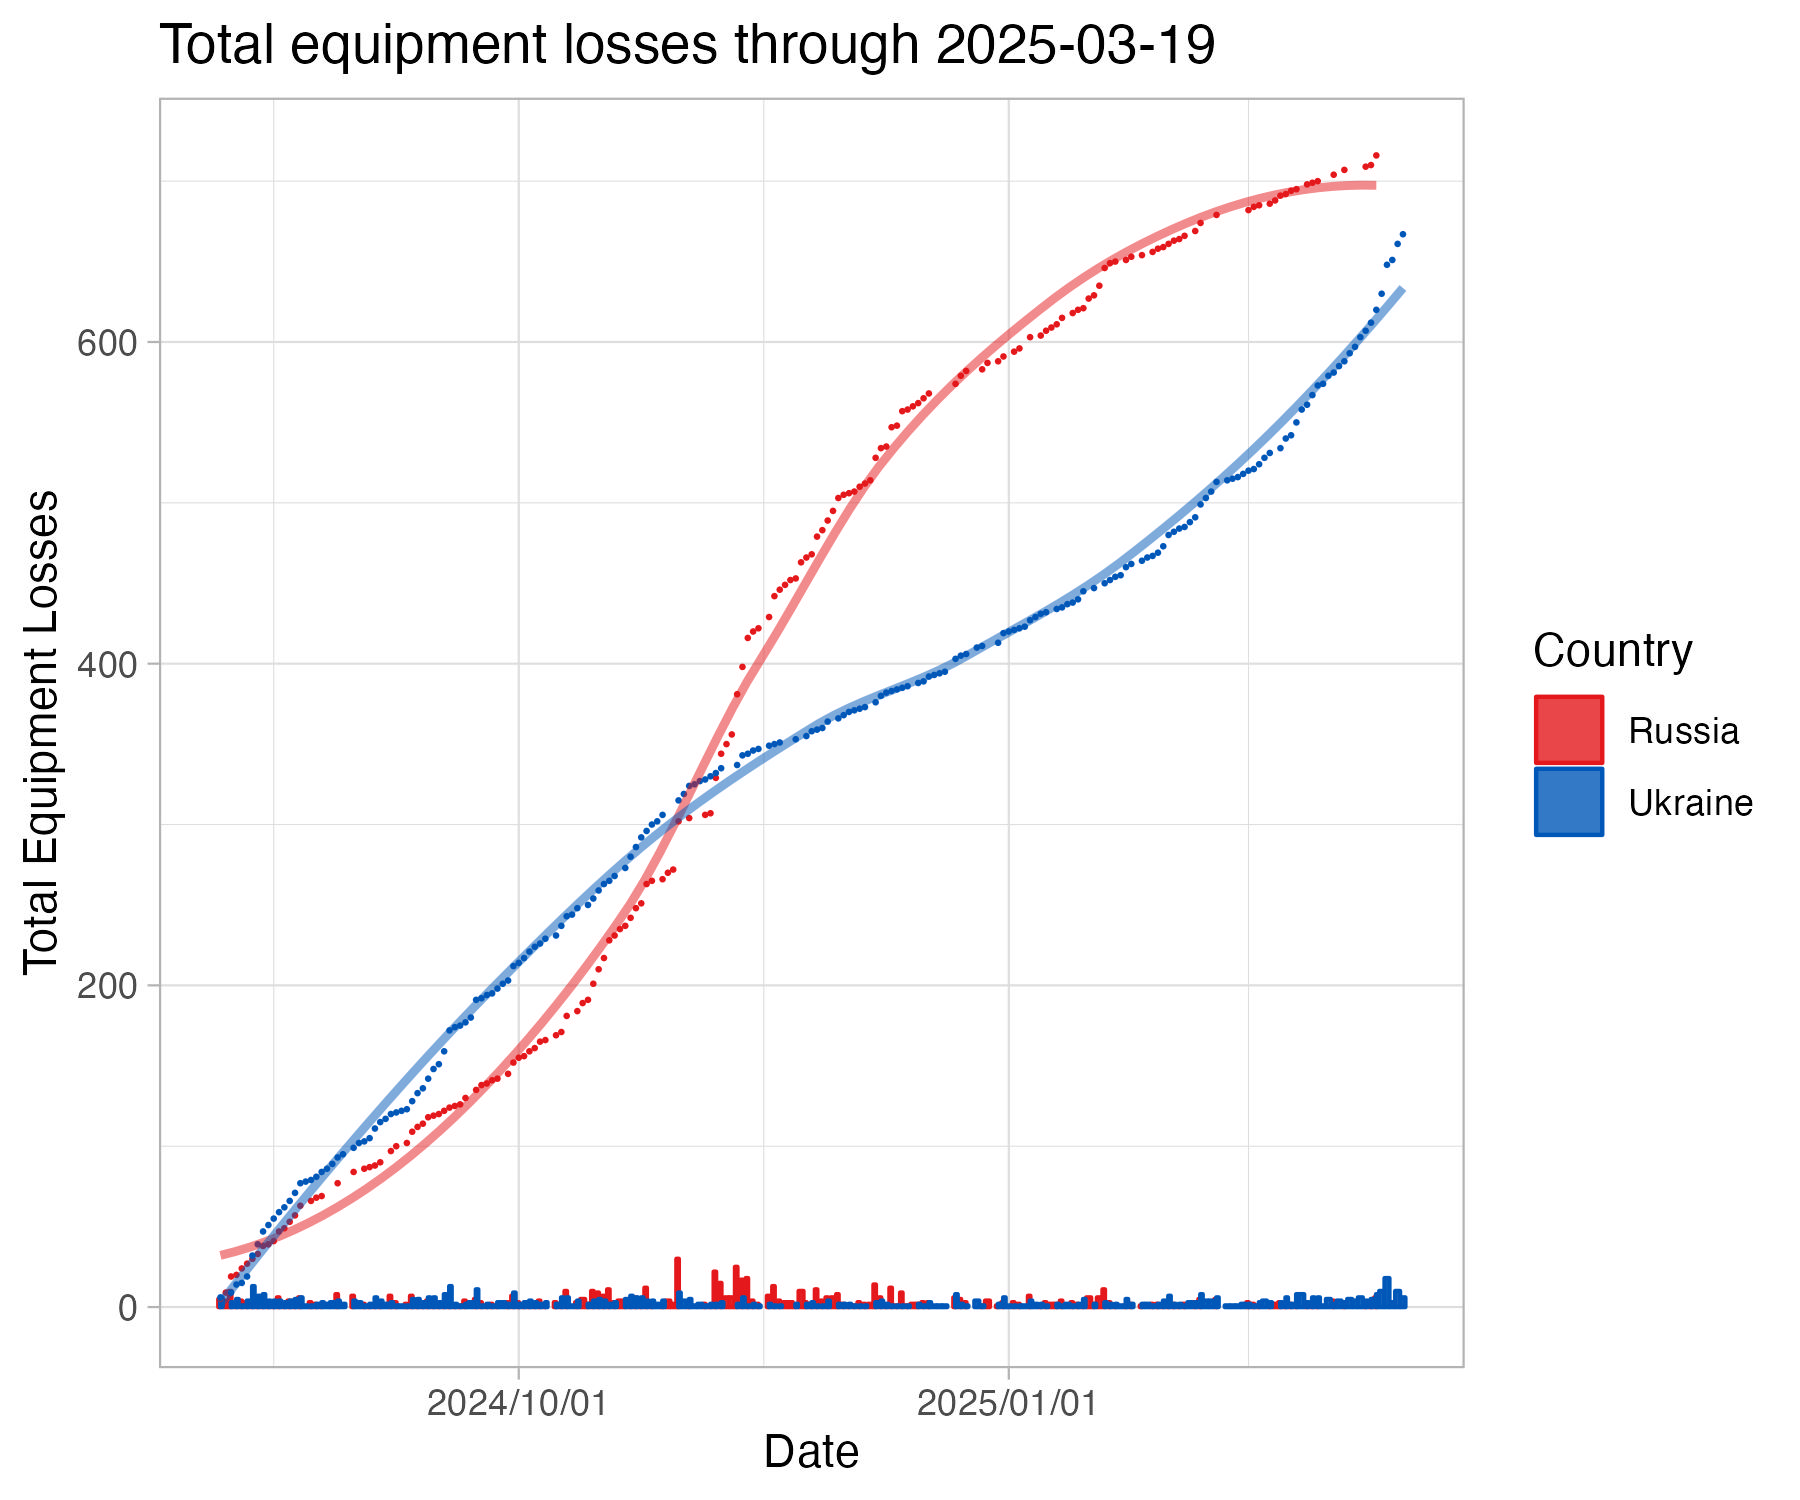 Total equipment losses through 2025-03-19
Total Equipment Losses
600
400
200
0
2024/10/01
2025/01/01
Date
Country
Russia
Ukraine